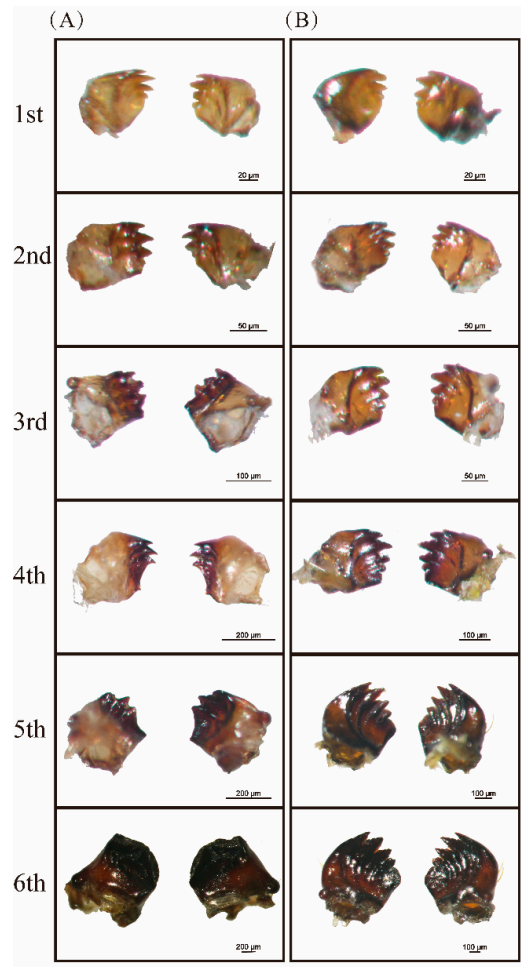 (A) (B)
1st
20 µm 20 µm
2nd
50 µm 50 µm
3rd
100 µm 50 µm
4th
200 µm 100 µm
5th
200 µm 100 µm
6th
200 µm 100 µm